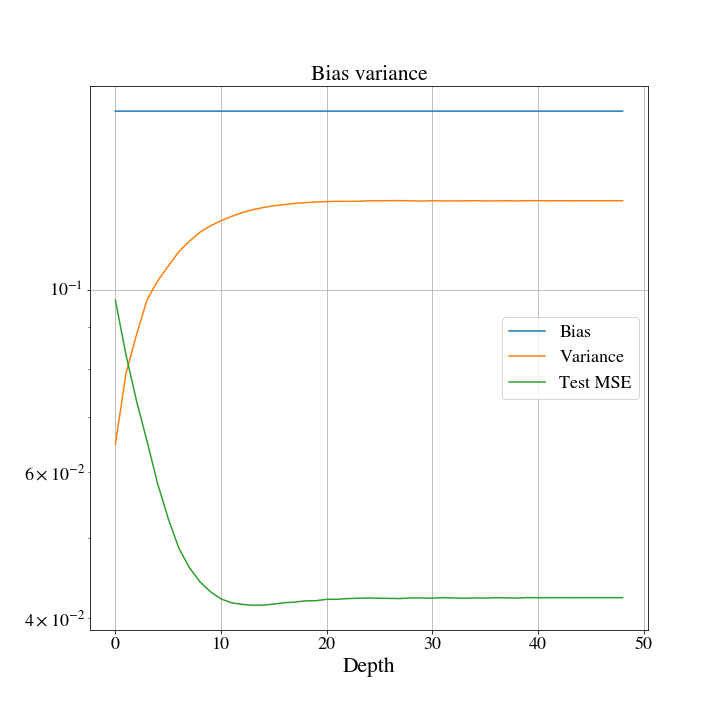 Bias variance
10⁻¹
6 × 10⁻²
4 × 10⁻²
Bias
Variance
Test MSE
0 10 20 30 40 50
Depth